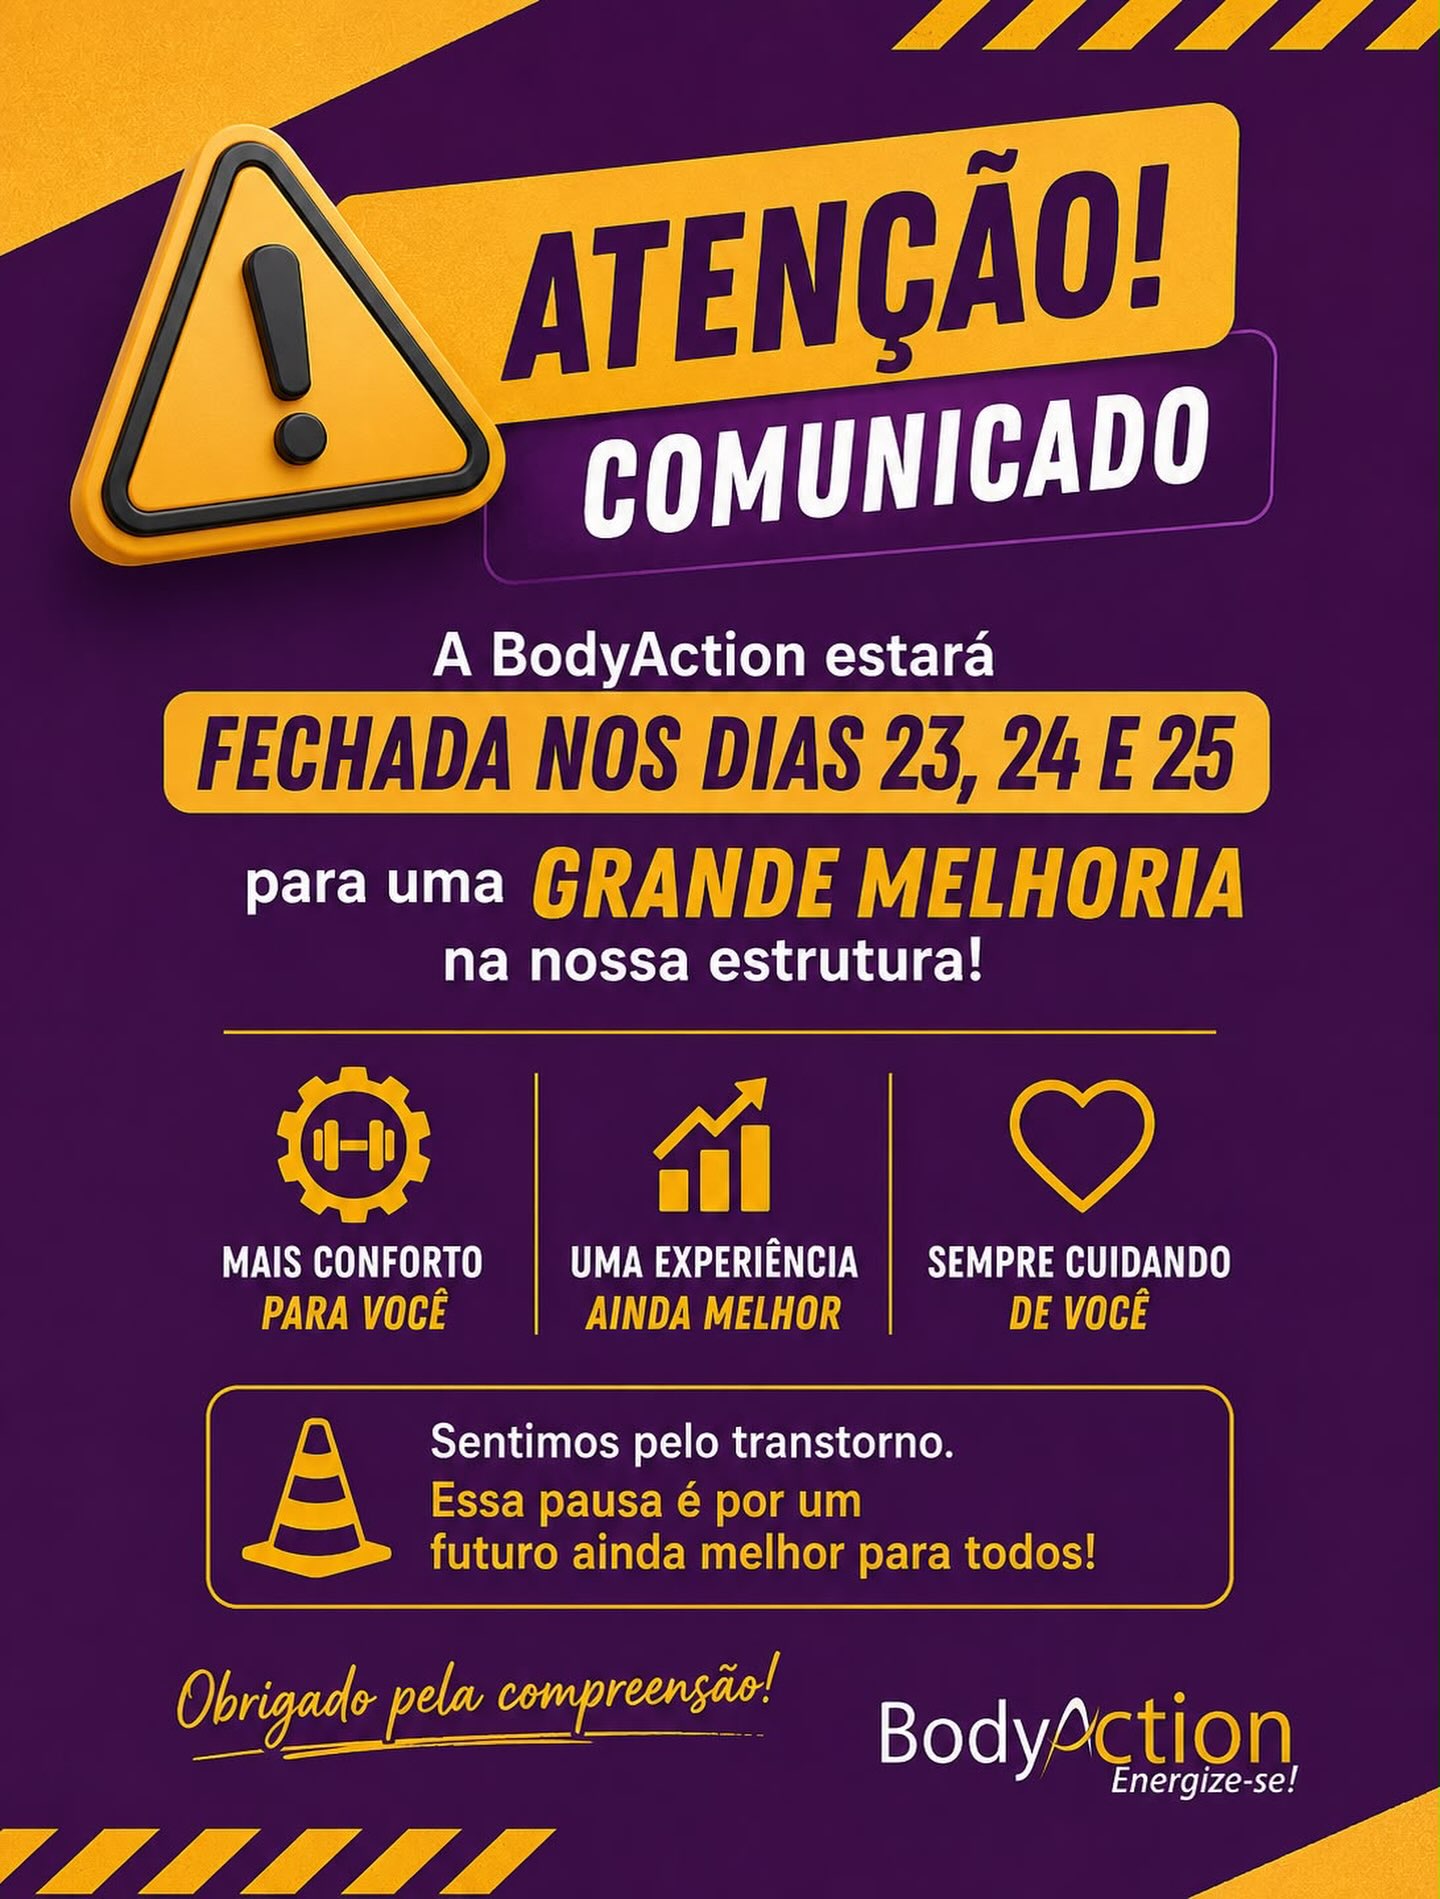 ATENÇÃO!
COMUNICADO
A BodyAction estará
FECHADA NOS DIAS 23, 24 E 25
para uma GRANDE MELHORIA
na nossa estrutura!
MAIS CONFORTO
PARA VOCÊ
UMA EXPERIÊNCIA
AINDA MELHOR
SEMPRE CUIDANDO
DE VOCÊ
Sentimos pelo transtorno.
Essa pausa é por um
futuro ainda melhor para todos!
Obrigado pela compreensão!
BodyAction
Energize-se!